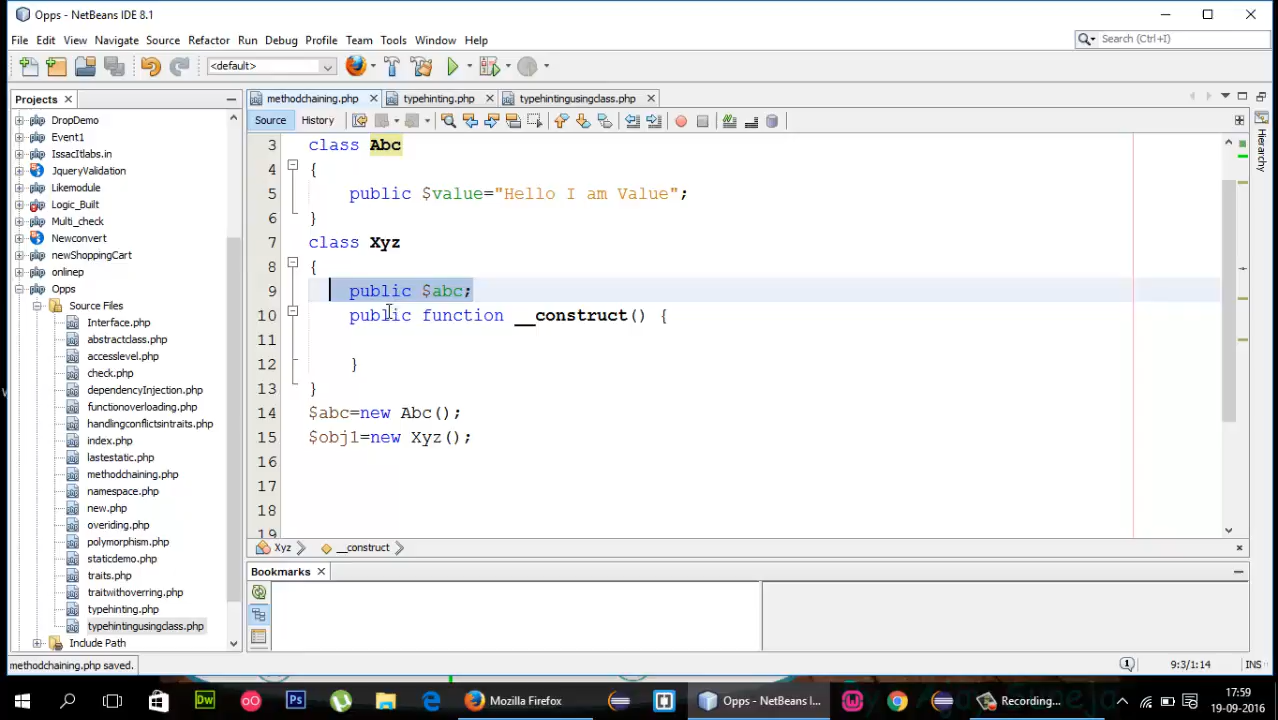 Opps - NetBeans IDE 8.1
File Edit View Navigate Source Refactor Run Debug Profile Team Tools Window Help
Search (Ctrl+I)
<default>
Projects
methodchaining.php typehinting.php typehintingusingclass.php
Source History
DropDemo
Event1
IssacItlabs.in
JqueryValidation
Likemodule
Logic_Built
Multi_check
Newconvert
newShoppingCart
onlinep
Opps
Source Files
Interface.php
abstractclass.php
accesslevel.php
check.php
dependencyInjection.php
functionoverloading.php
handlingconflictsintraits.php
index.php
lastestatic.php
methodchaining.php
namespace.php
new.php
overiding.php
polymorphism.php
staticdemo.php
traits.php
traitwithoverring.php
typehinting.php
typehintingusingclass.php
Include Path
3 class Abc
4 {
5 public $value="Hello I am Value";
6 }
7 class Xyz
8 {
9 public $abc;
10 public function __construct() {
11
12 }
13 }
14 $abc=new Abc();
15 $obj1=new Xyz();
16
17
18
19
Hierarchy
Xyz __construct
Bookmarks
methodchaining.php saved.
1 9:3/1:14 INS
Mozilla Firefox Opps - NetBeans I... Recording...
17:59
19-09-2016